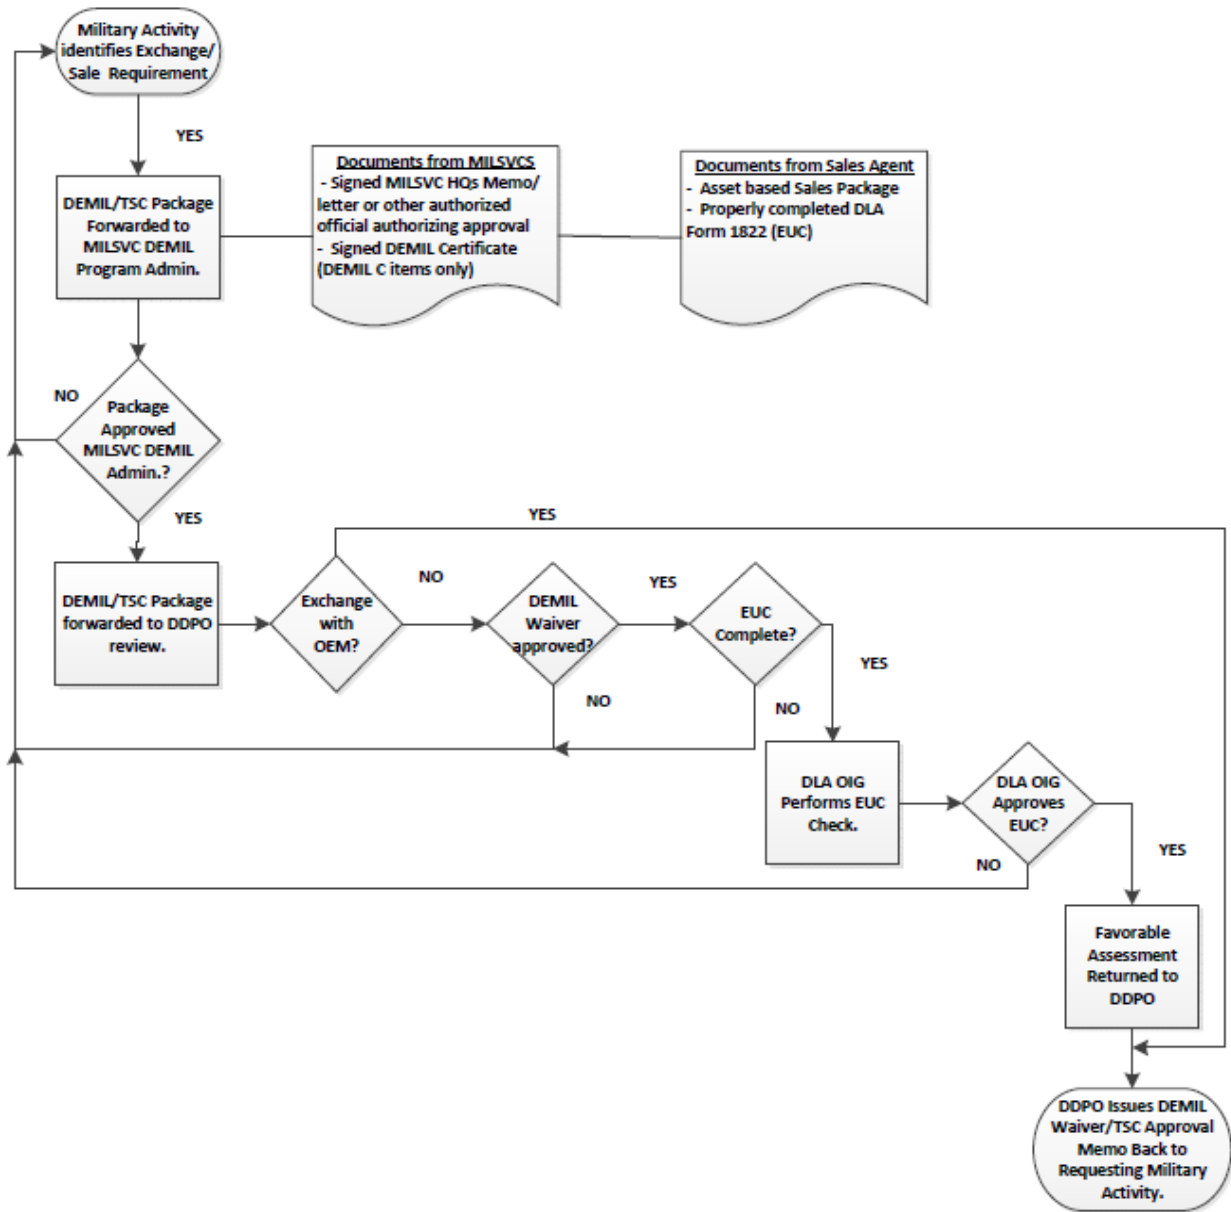 Military Activity
identifies Exchange/
Sale Requirement
YES
Documents from MILSVCS
- Signed MILSVC HQs Memo/
letter or other authorized
official authorizing approval
- Signed DEMIL Certificate
(DEMIL C items only)
Documents from Sales Agent
- Asset based Sales Package
- Properly completed DLA
Form 1822 (EUC)
DEMIL/TSC Package
Forwarded to
MILSVC DEMIL
Program Admin.
NO
Package
Approved
MILSVC DEMIL
Admin.?
YES
YES
DEMIL/TSC Package
forwarded to DDPO
review.
Exchange
with
OEM?
NO
DEMIL
Waiver
approved?
YES
EUC
Complete?
YES
NO
NO
DLA OIG
Performs EUC
Check.
DLA OIG
Approves
EUC?
YES
NO
Favorable
Assessment
Returned to
DDPO
DDPO Issues DEMIL
Waiver/TSC Approval
Memo Back to
Requesting Military
Activity.